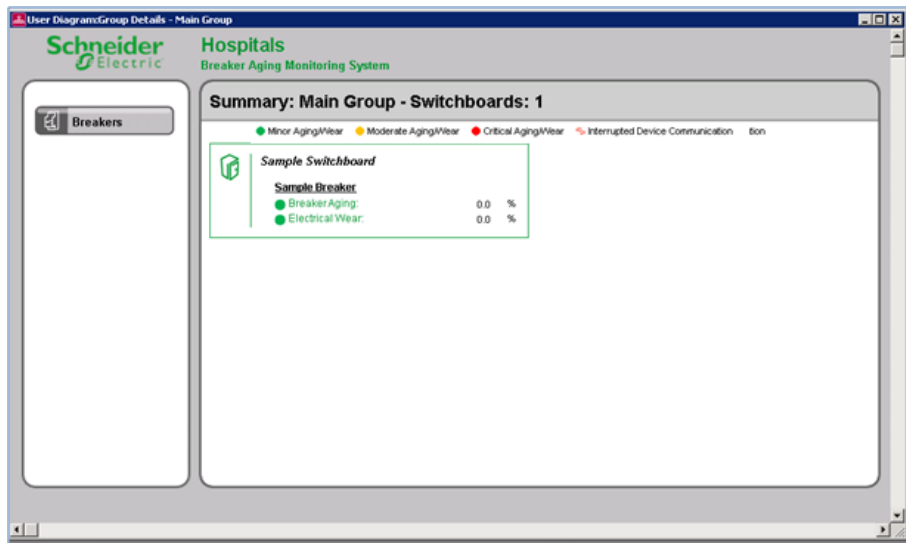 User Diagram:Group Details - Main Group
Schneider Electric
Hospitals
Breaker Aging Monitoring System
Breakers
Summary: Main Group - Switchboards: 1
Minor Aging/Wear Moderate Aging/Wear Critical Aging/Wear Interrupted Device Communication tion
Sample Switchboard
Sample Breaker
Breaker Aging: 0.0 %
Electrical Wear: 0.0 %